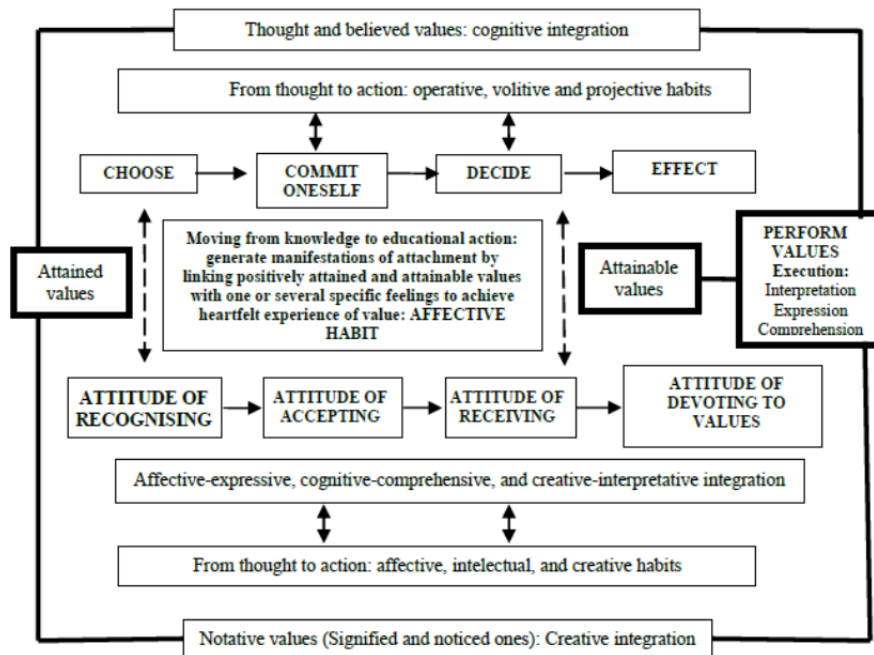 Thought and believed values: cognitive integration
From thought to action: operative, volitive and projective habits
CHOOSE
COMMIT
ONESELF
DECIDE
EFFECT
Attained
values
Moving from knowledge to educational action:
generate manifestations of attachment by
linking positively attained and attainable values
with one or several specific feelings to achieve
heartfelt experience of value: AFFECTIVE
HABIT
Attainable
values
PERFORM
VALUES
Execution:
Interpretation
Expression
Comprehension
ATTITUDE OF
RECOGNISING
ATTITUDE OF
ACCEPTING
ATTITUDE OF
RECEIVING
ATTITUDE OF
DEVOTING TO
VALUES
Affective-expressive, cognitive-comprehensive, and creative-interpretative integration
From thought to action: affective, intelectual, and creative habits
Notative values (Signified and noticed ones): Creative integration